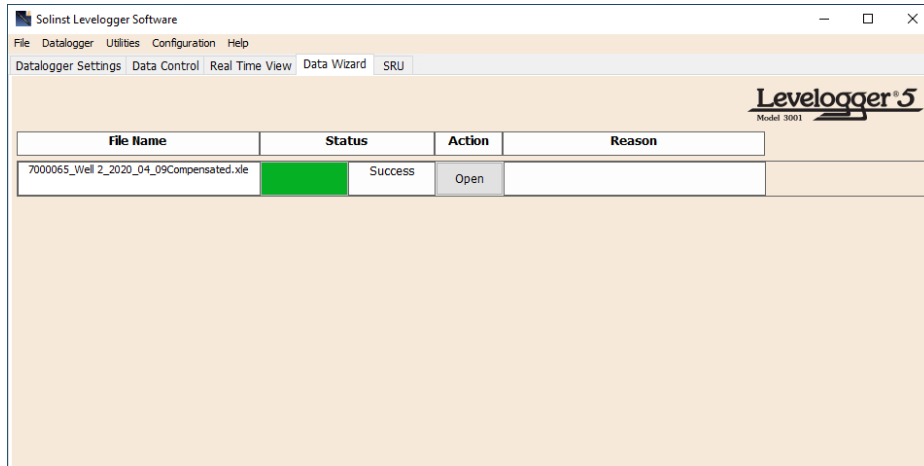 Solinst Levelogger Software
File Datalogger Utilities Configuration Help
Datalogger Settings Data Control Real Time View Data Wizard SRU
Levelogger®5
Model 3001
File Name Status Action Reason
7000065_Well 2_2020_04_09Compensated.xle Success Open